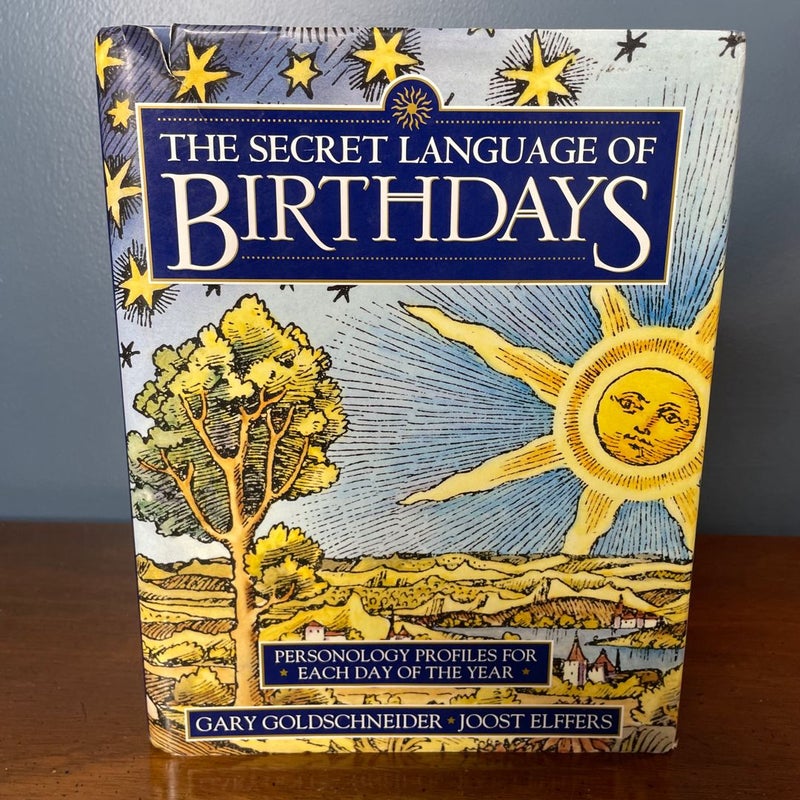 THE SECRET LANGUAGE OF
BIRTHDAYS
PERSONOLOGY PROFILES FOR
EACH DAY OF THE YEAR
GARY GOLDSCHNEIDER JOOST ELFFERS